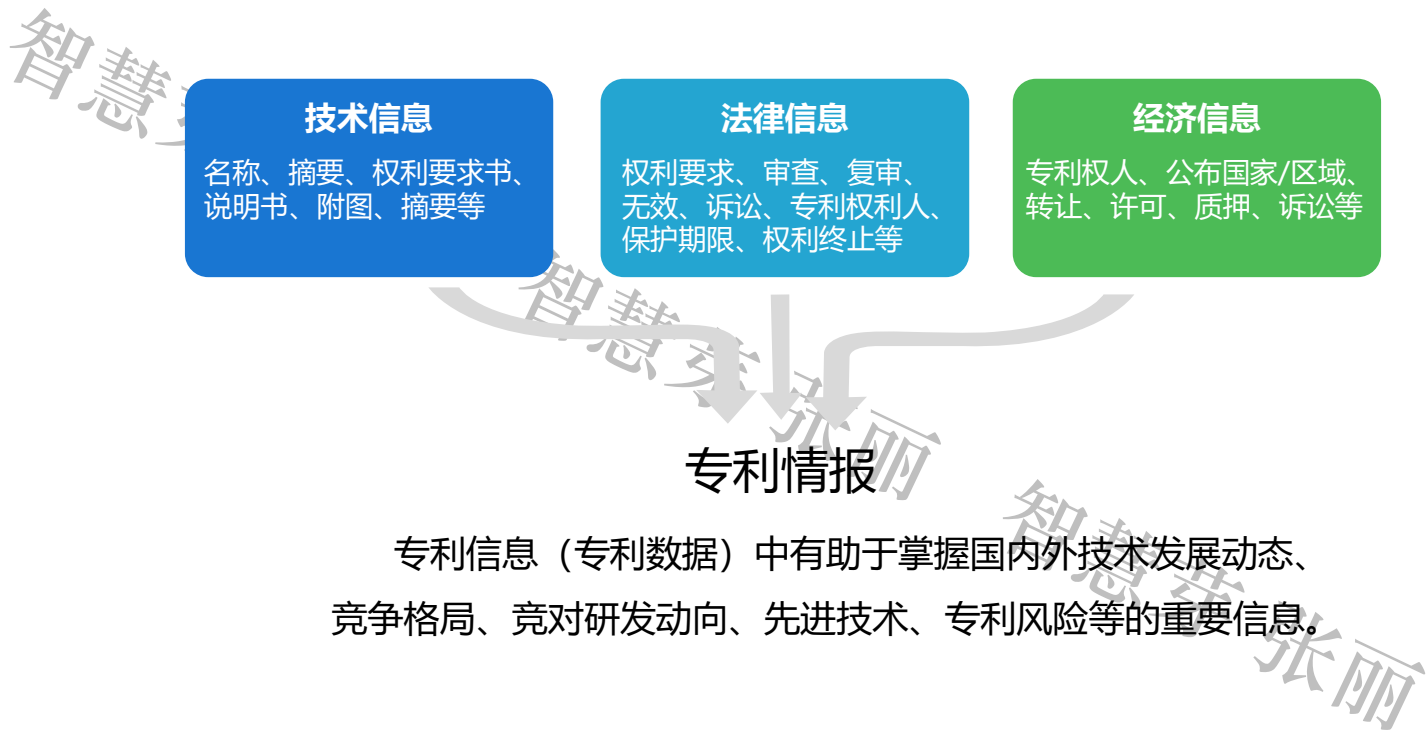 技术信息
名称、摘要、权利要求书、
说明书、附图、摘要等
法律信息
权利要求、审查、复审、
无效、诉讼、专利权利人、
保护期限、权利终止等
经济信息
专利权人、公布国家/区域、
转让、许可、质押、诉讼等
专利情报
专利信息（专利数据）中有助于掌握国内外技术发展动态、
竞争格局、竞对研发动向、先进技术、专利风险等的重要信息。
智慧
智慧芽 张丽
智慧芽 张丽